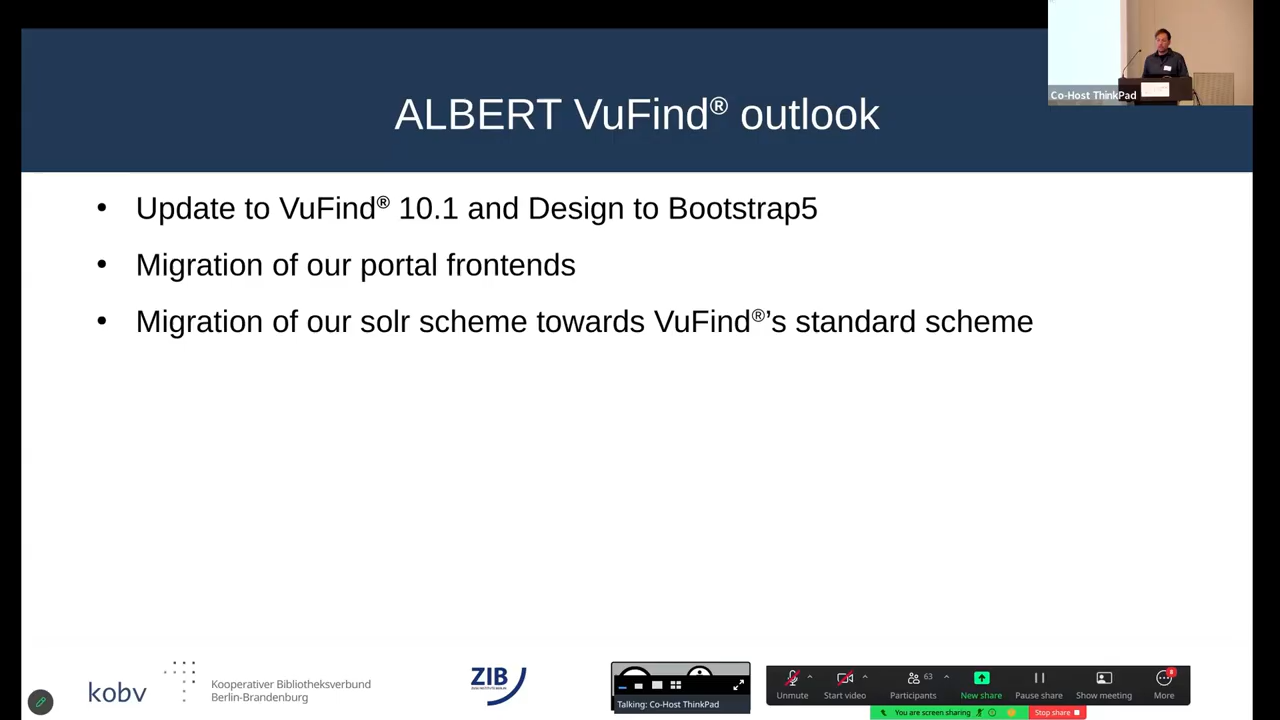 ALBERT VuFind® outlook
Co-Host ThinkPad
• Update to VuFind® 10.1 and Design to Bootstrap5
• Migration of our portal frontends
• Migration of our solr scheme towards VuFind®’s standard scheme
kobv
Kooperativer Bibliotheksverbund
Berlin-Brandenburg
ZIB
Talking: Co-Host ThinkPad
Unmute
Start video
63
Participants
New share
Pause share
Show meeting
8
More
You are screen sharing
Stop share